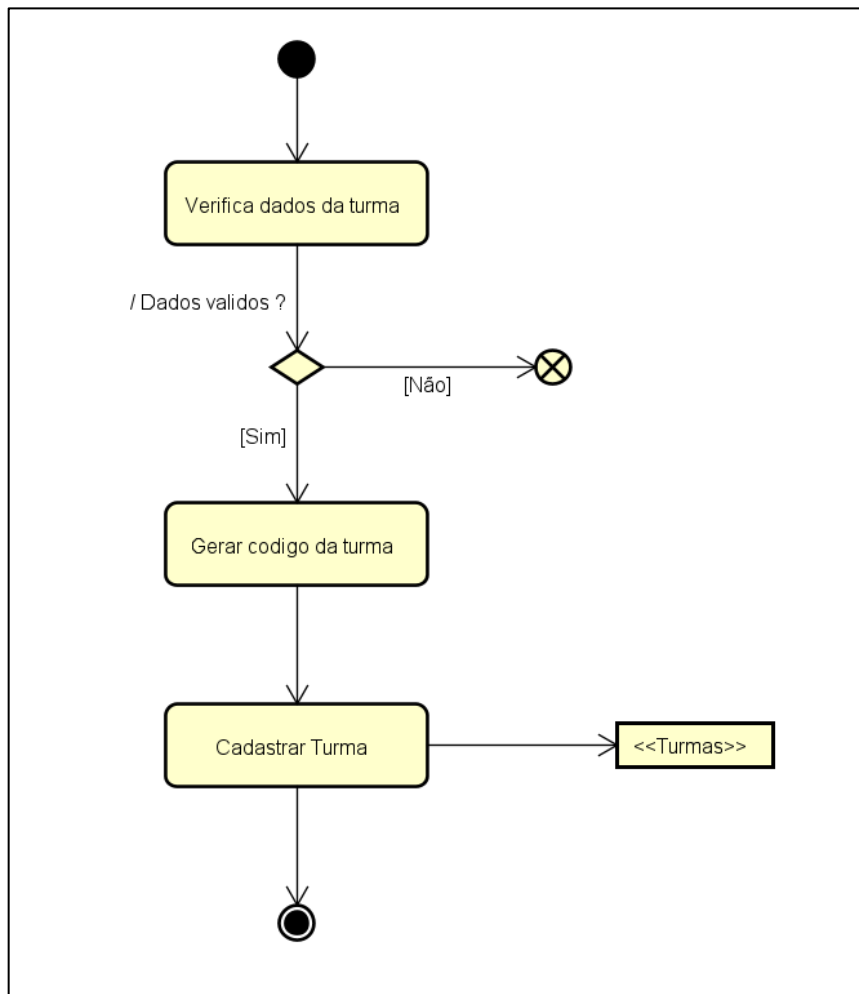 Verifica dados da turma
/ Dados validos ?
[Não]
[Sim]
Gerar codigo da turma
Cadastrar Turma
<<Turmas>>